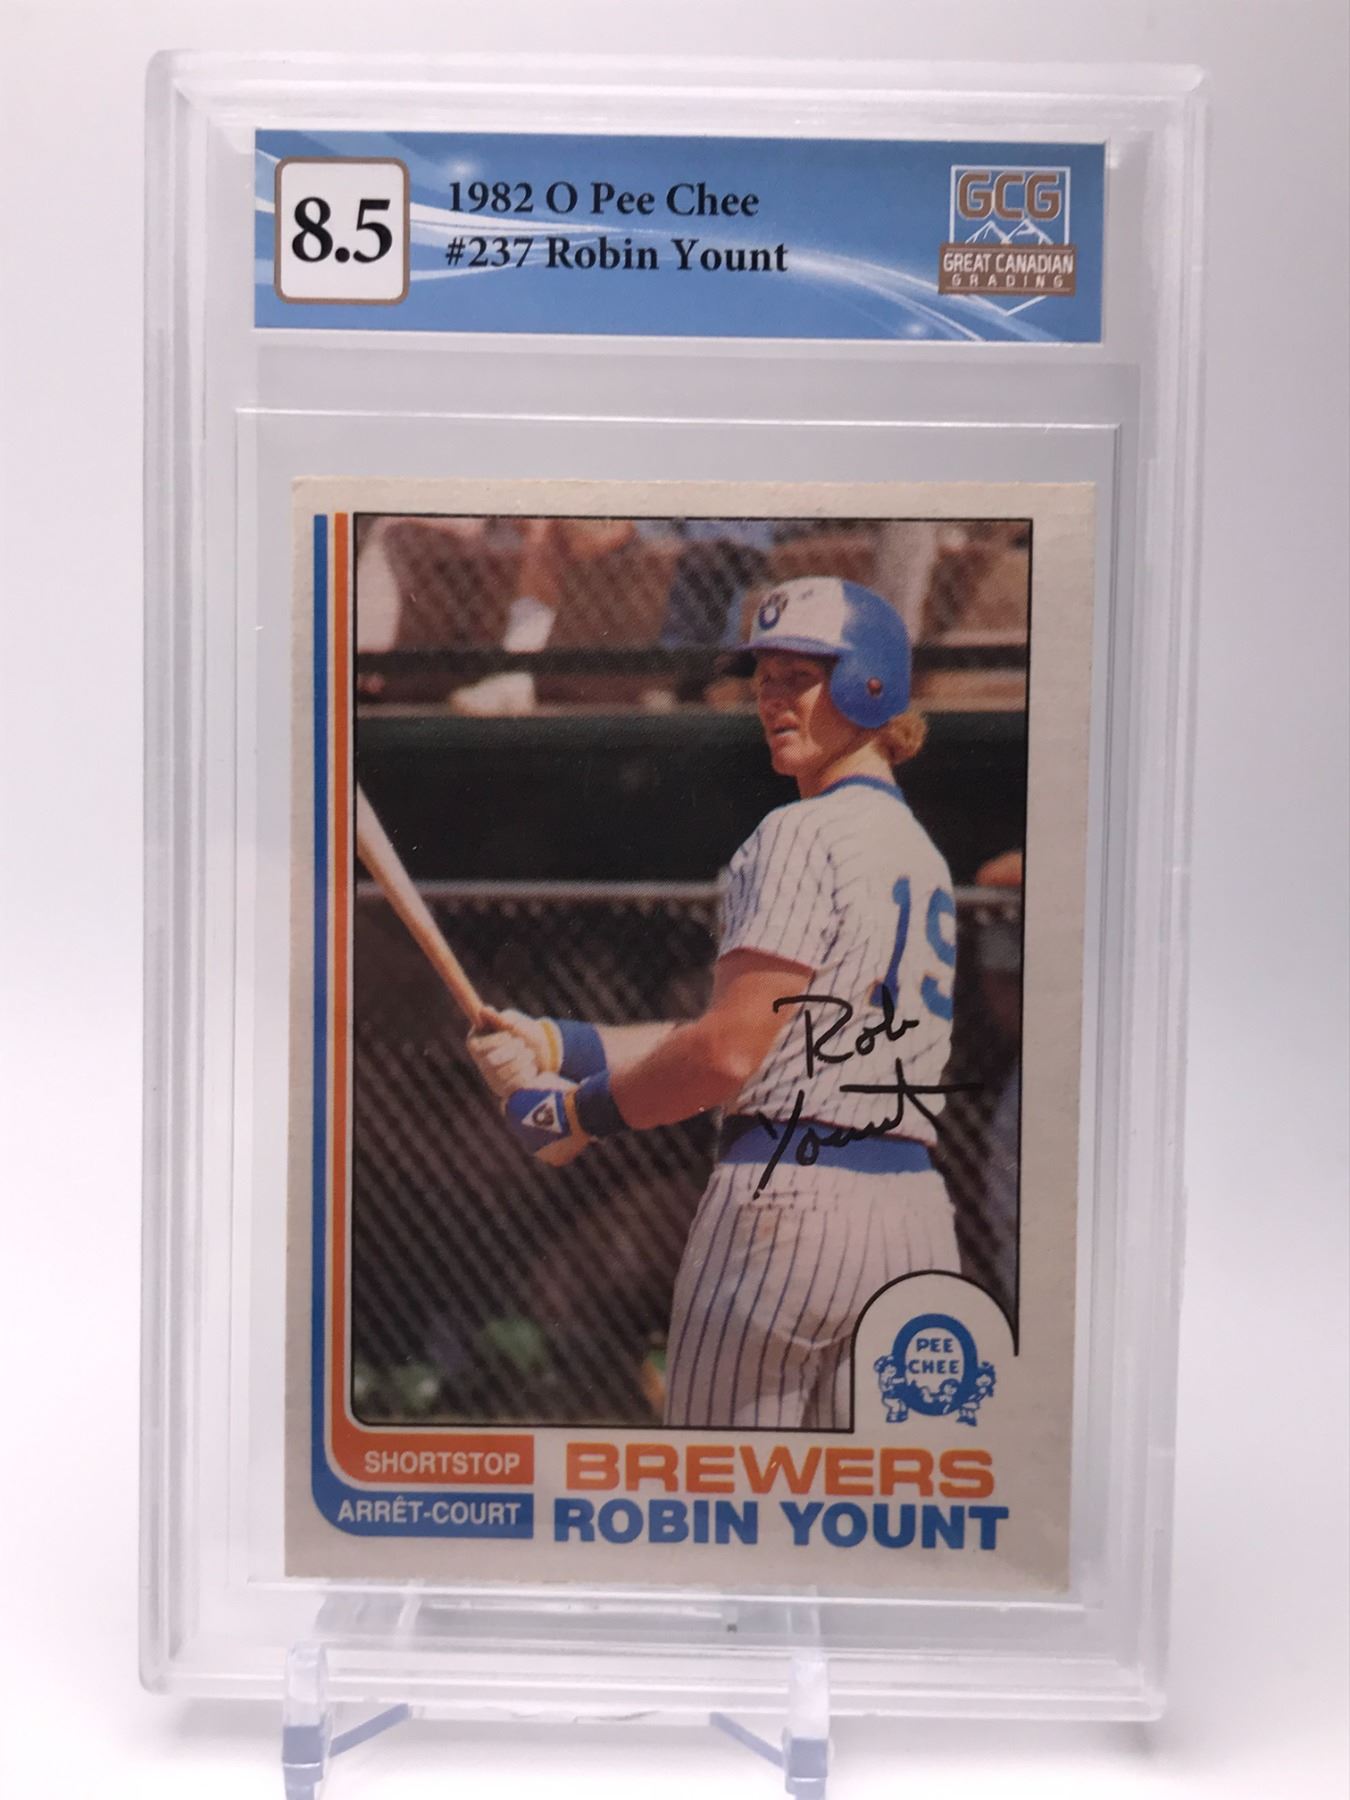 8.5
1982 O Pee Chee
#237 Robin Yount
GCG
GREAT CANADIAN
GRADING
19
Robin
Yount
PEE
CHEE
SHORTSTOP
BREWERS
ARRÊT-COURT
ROBIN YOUNT